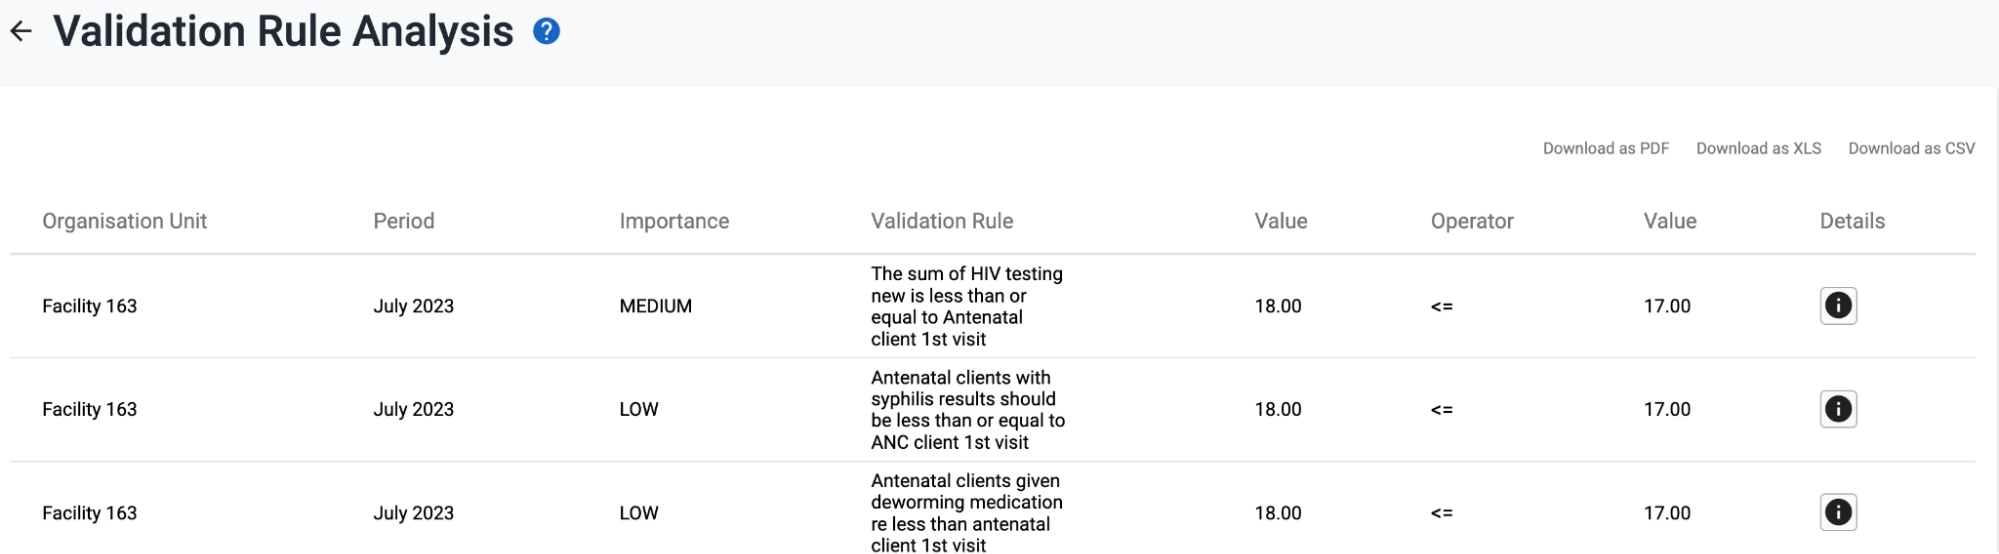 Validation Rule Analysis ?
Download as PDF Download as XLS Download as CSV
Organisation Unit Period Importance Validation Rule Value Operator Value Details
The sum of HIV testing
new is less than or
Facility 163 July 2023 MEDIUM 18.00 <= 17.00
equal to Antenatal
client 1st visit
Antenatal clients with
syphilis results should
Facility 163 July 2023 LOW 18.00 <= 17.00
be less than or equal to
ANC client 1st visit
Antenatal clients given
deworming medication
Facility 163 July 2023 LOW 18.00 <= 17.00
re less than antenatal
client 1st visit